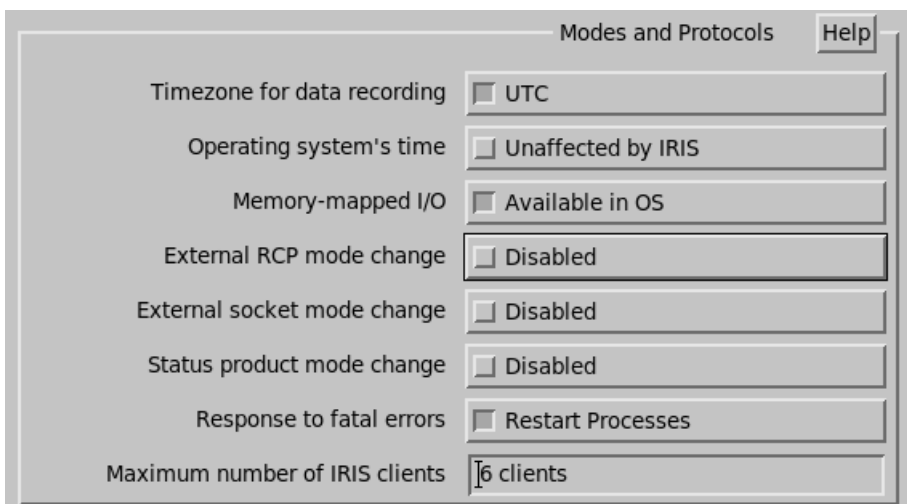 Modes and Protocols Help
Timezone for data recording UTC
Operating system's time Unaffected by IRIS
Memory-mapped I/O Available in OS
External RCP mode change Disabled
External socket mode change Disabled
Status product mode change Disabled
Response to fatal errors Restart Processes
Maximum number of IRIS clients 6 clients